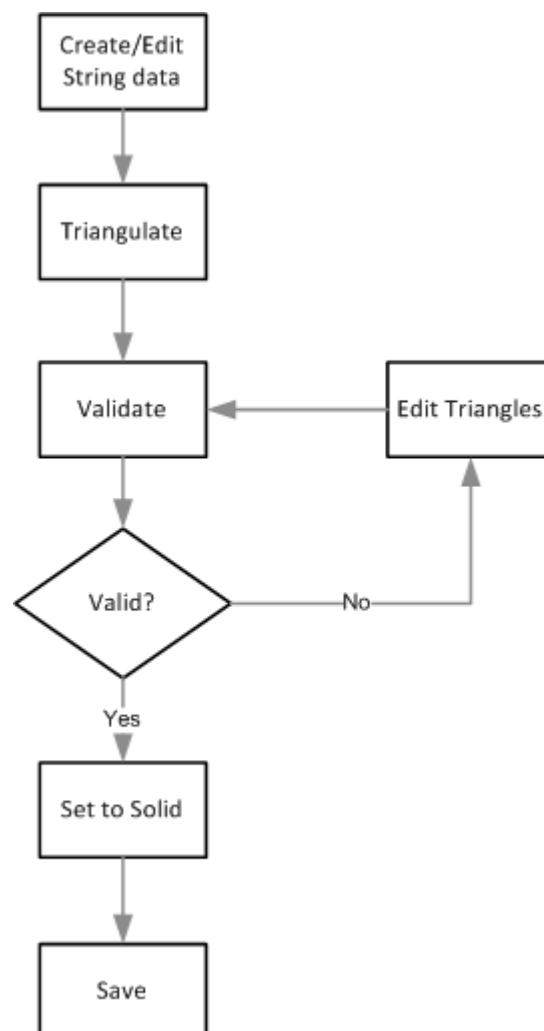 Create/Edit
String data
Triangulate
Validate
Edit Triangles
Valid?
No
Yes
Set to Solid
Save